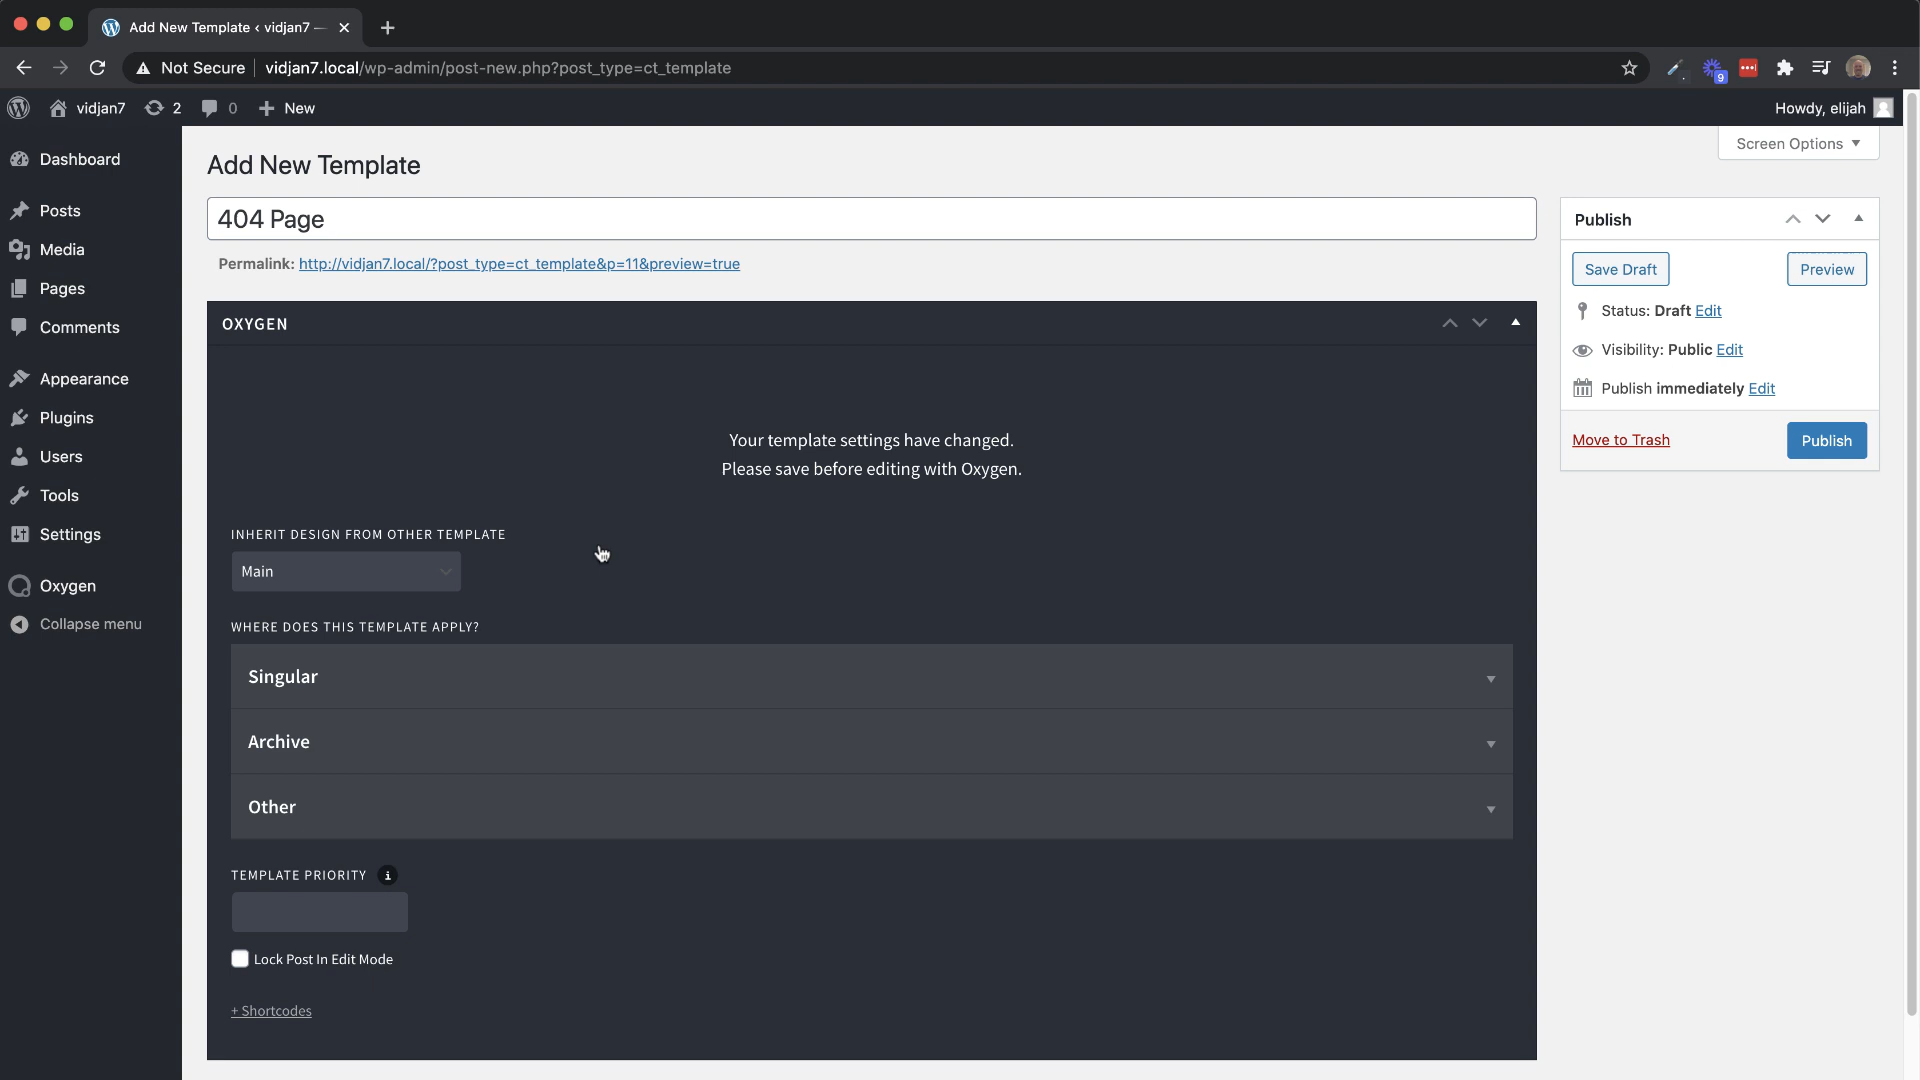 Add New Template ‹ vidjan7 —
Not Secure
vidjan7.local/wp-admin/post-new.php?post_type=ct_template
9
vidjan7
2
0
New
Howdy, elijah
Dashboard
Posts
Media
Pages
Comments
Appearance
Plugins
Users
Tools
Settings
Oxygen
Collapse menu
Screen Options
Add New Template
404 Page
Permalink: http://vidjan7.local/?post_type=ct_template&p=11&preview=true
OXYGEN
Your template settings have changed.
Please save before editing with Oxygen.
INHERIT DESIGN FROM OTHER TEMPLATE
Main
WHERE DOES THIS TEMPLATE APPLY?
Singular
Archive
Other
TEMPLATE PRIORITY i
Lock Post In Edit Mode
+ Shortcodes
Publish
Save Draft
Preview
Status: Draft Edit
Visibility: Public Edit
Publish immediately Edit
Move to Trash
Publish